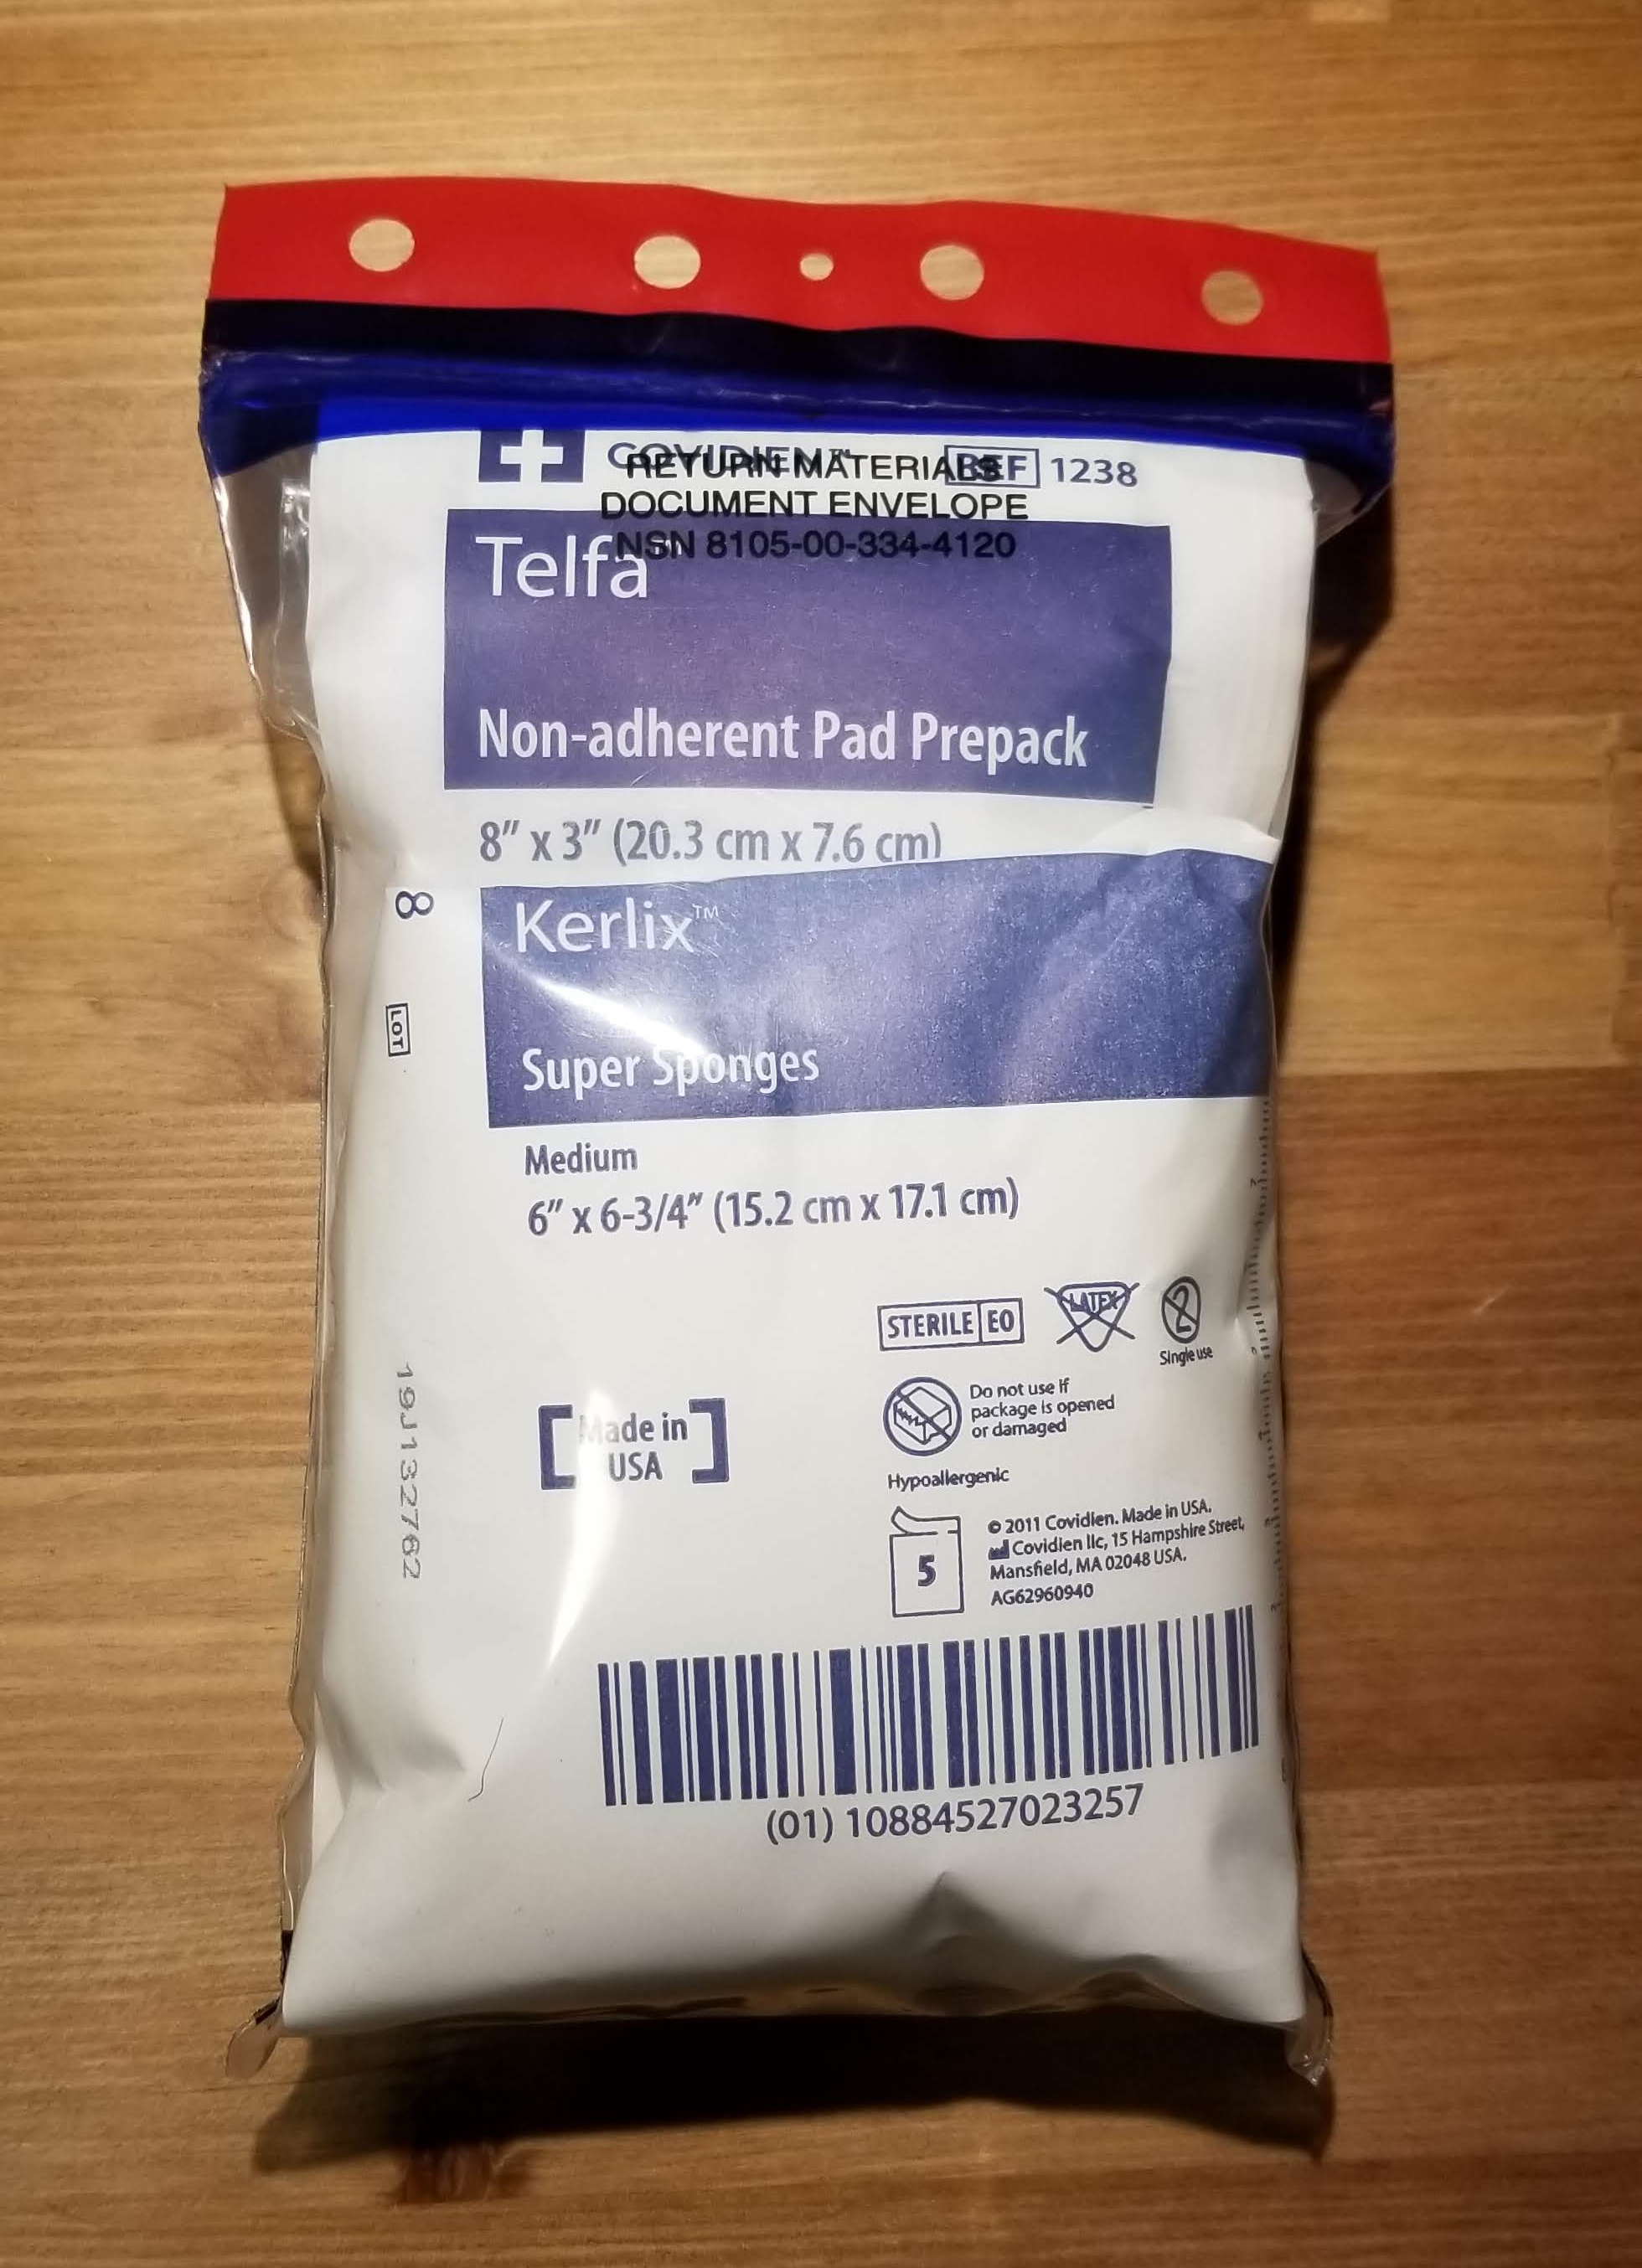 COVIDIEN™ REF 1238
RETURN MATERIALS
DOCUMENT ENVELOPE
NSN 8105-00-334-4120
Telfa™
Non-adherent Pad Prepack
8” x 3” (20.3 cm x 7.6 cm)
Kerlix™
Super Sponges
Medium
6” x 6-3/4” (15.2 cm x 17.1 cm)
8
LOT
19J132762
STERILE EO
LATEX
2
Single use
Do not use if
package is opened
or damaged
Made in
USA
Hypoallergenic
5
© 2011 Covidien. Made in USA.
Covidien llc, 15 Hampshire Street,
Mansfield, MA 02048 USA.
AG62960940
(01) 10884527023257